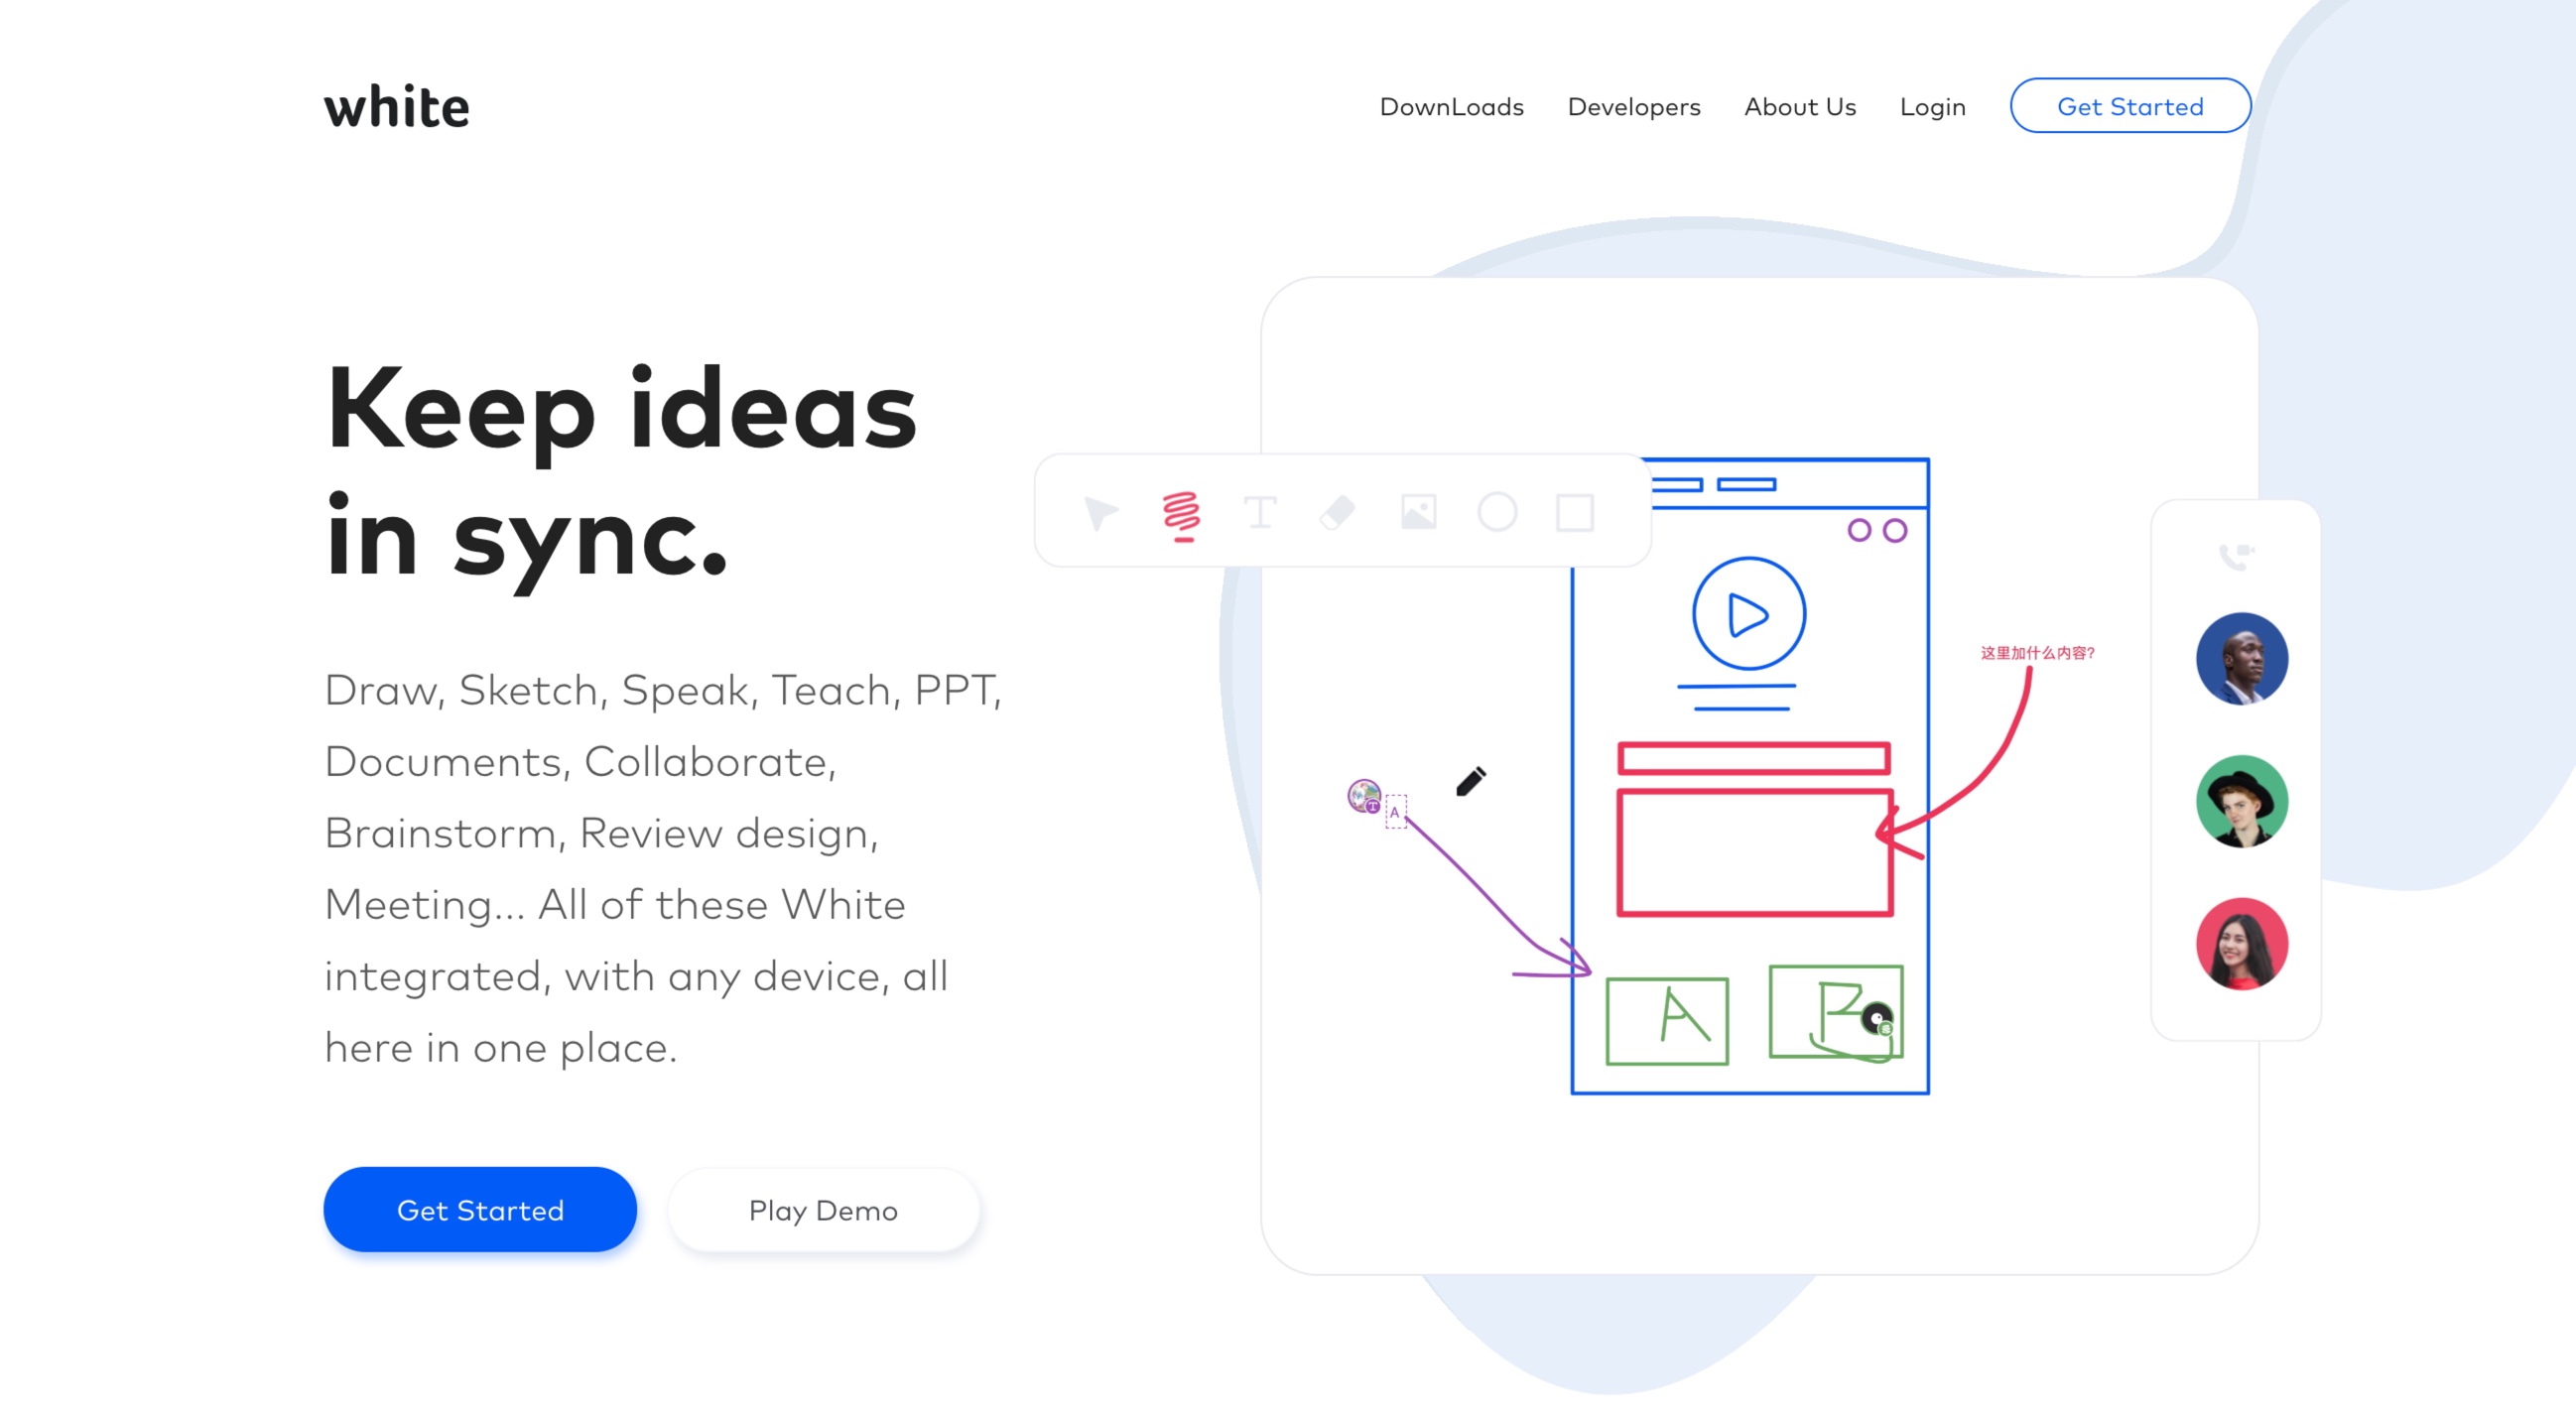 white
DownLoads
Developers
About Us
Login
Get Started
Keep ideas
in sync.
Draw, Sketch, Speak, Teach, PPT,
Documents, Collaborate,
Brainstorm, Review design,
Meeting... All of these White
integrated, with any device, all
here in one place.
Get Started
Play Demo
T
这里加什么内容?
T
A
A
B